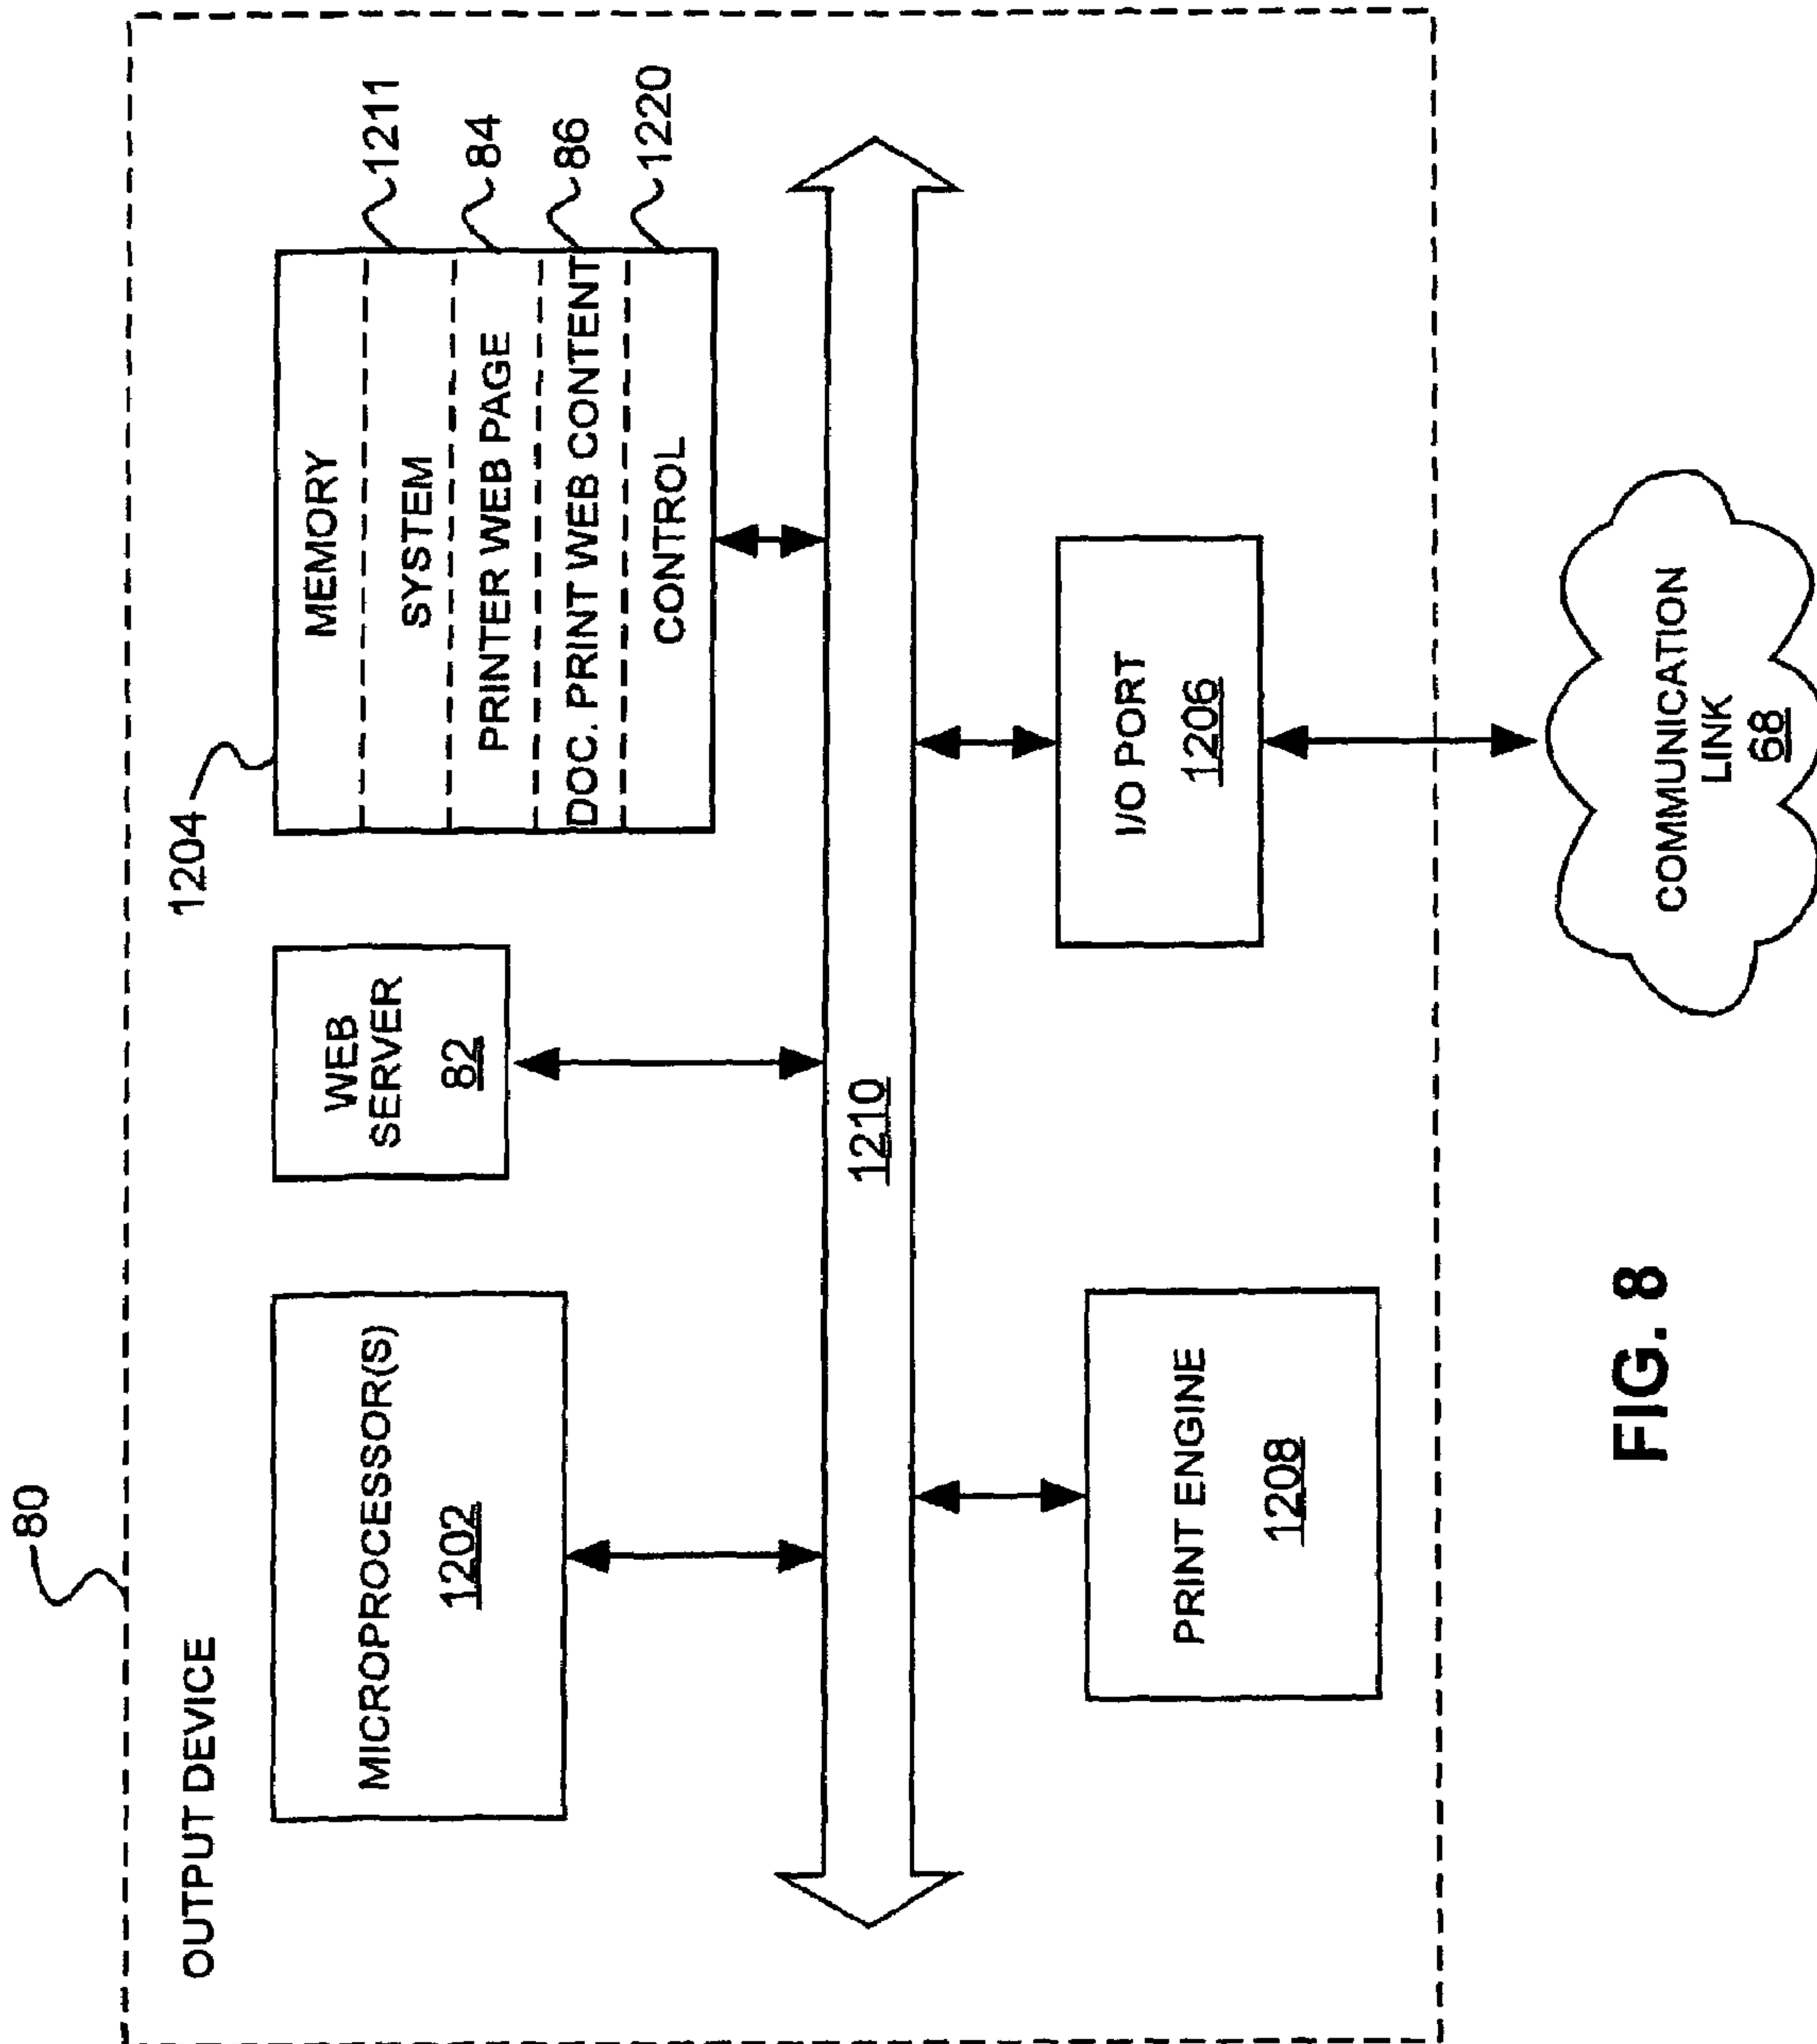 80
OUTPUT DEVICE
MICROPROCESSOR(S)
1202
WEB
SERVER
82
1204
MEMORY
SYSTEM
PRINTER WEB PAGE
DOC. PRINT WEB CONTENT
CONTROL
1211
84
86
1220
1210
PRINT ENGINE
1208
I/O PORT
1206
COMMUNICATION
LINK
68
FIG. 8